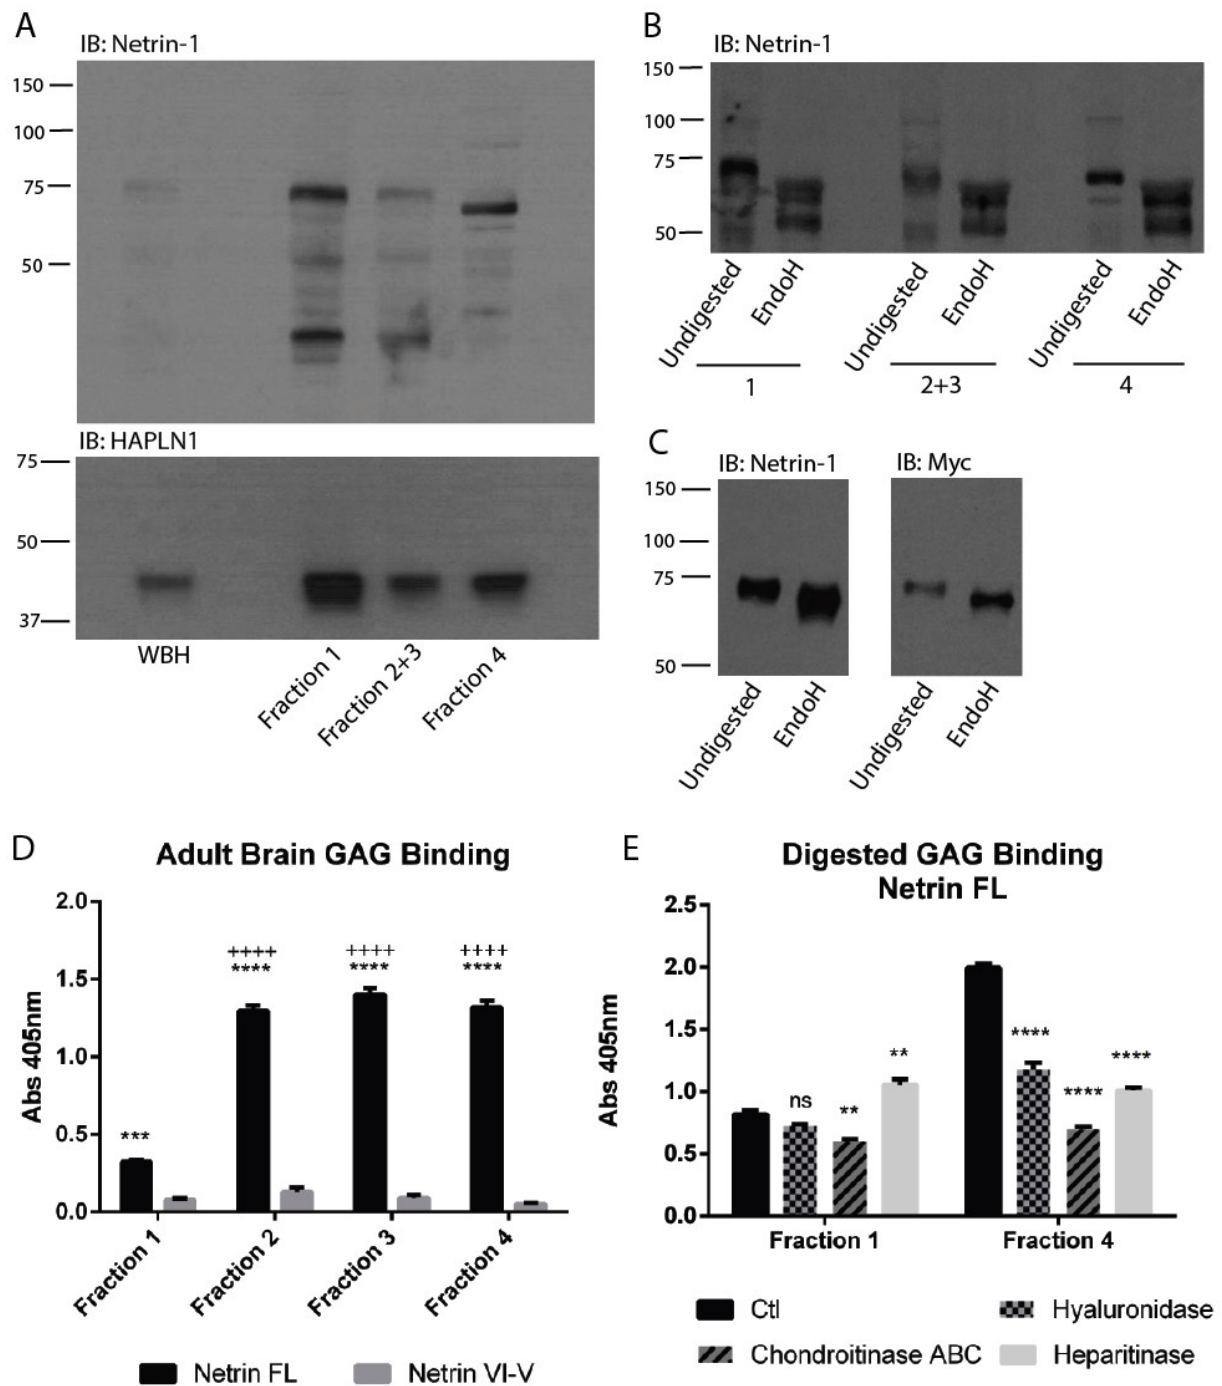 A
IB: Netrin-1
150
100
75
50
IB: HAPLN1
75
50
37
WBH
Fraction 1
Fraction 2+3
Fraction 4
B
IB: Netrin-1
150
100
75
50
Undigested
EndoH
Undigested
EndoH
Undigested
EndoH
1
2+3
4
C
IB: Netrin-1
IB: Myc
150
100
75
50
Undigested
EndoH
Undigested
EndoH
D
Adult Brain GAG Binding
Abs 405nm
2.0
1.5
1.0
0.5
0.0
***
++++
****
++++
****
++++
****
Fraction 1
Fraction 2
Fraction 3
Fraction 4
Netrin FL
Netrin VI-V
E
Digested GAG Binding
Netrin FL
Abs 405nm
2.5
2.0
1.5
1.0
0.5
0.0
ns
**
**
****
****
****
Fraction 1
Fraction 4
Ctl
Hyaluronidase
Chondroitinase ABC
Heparitinase